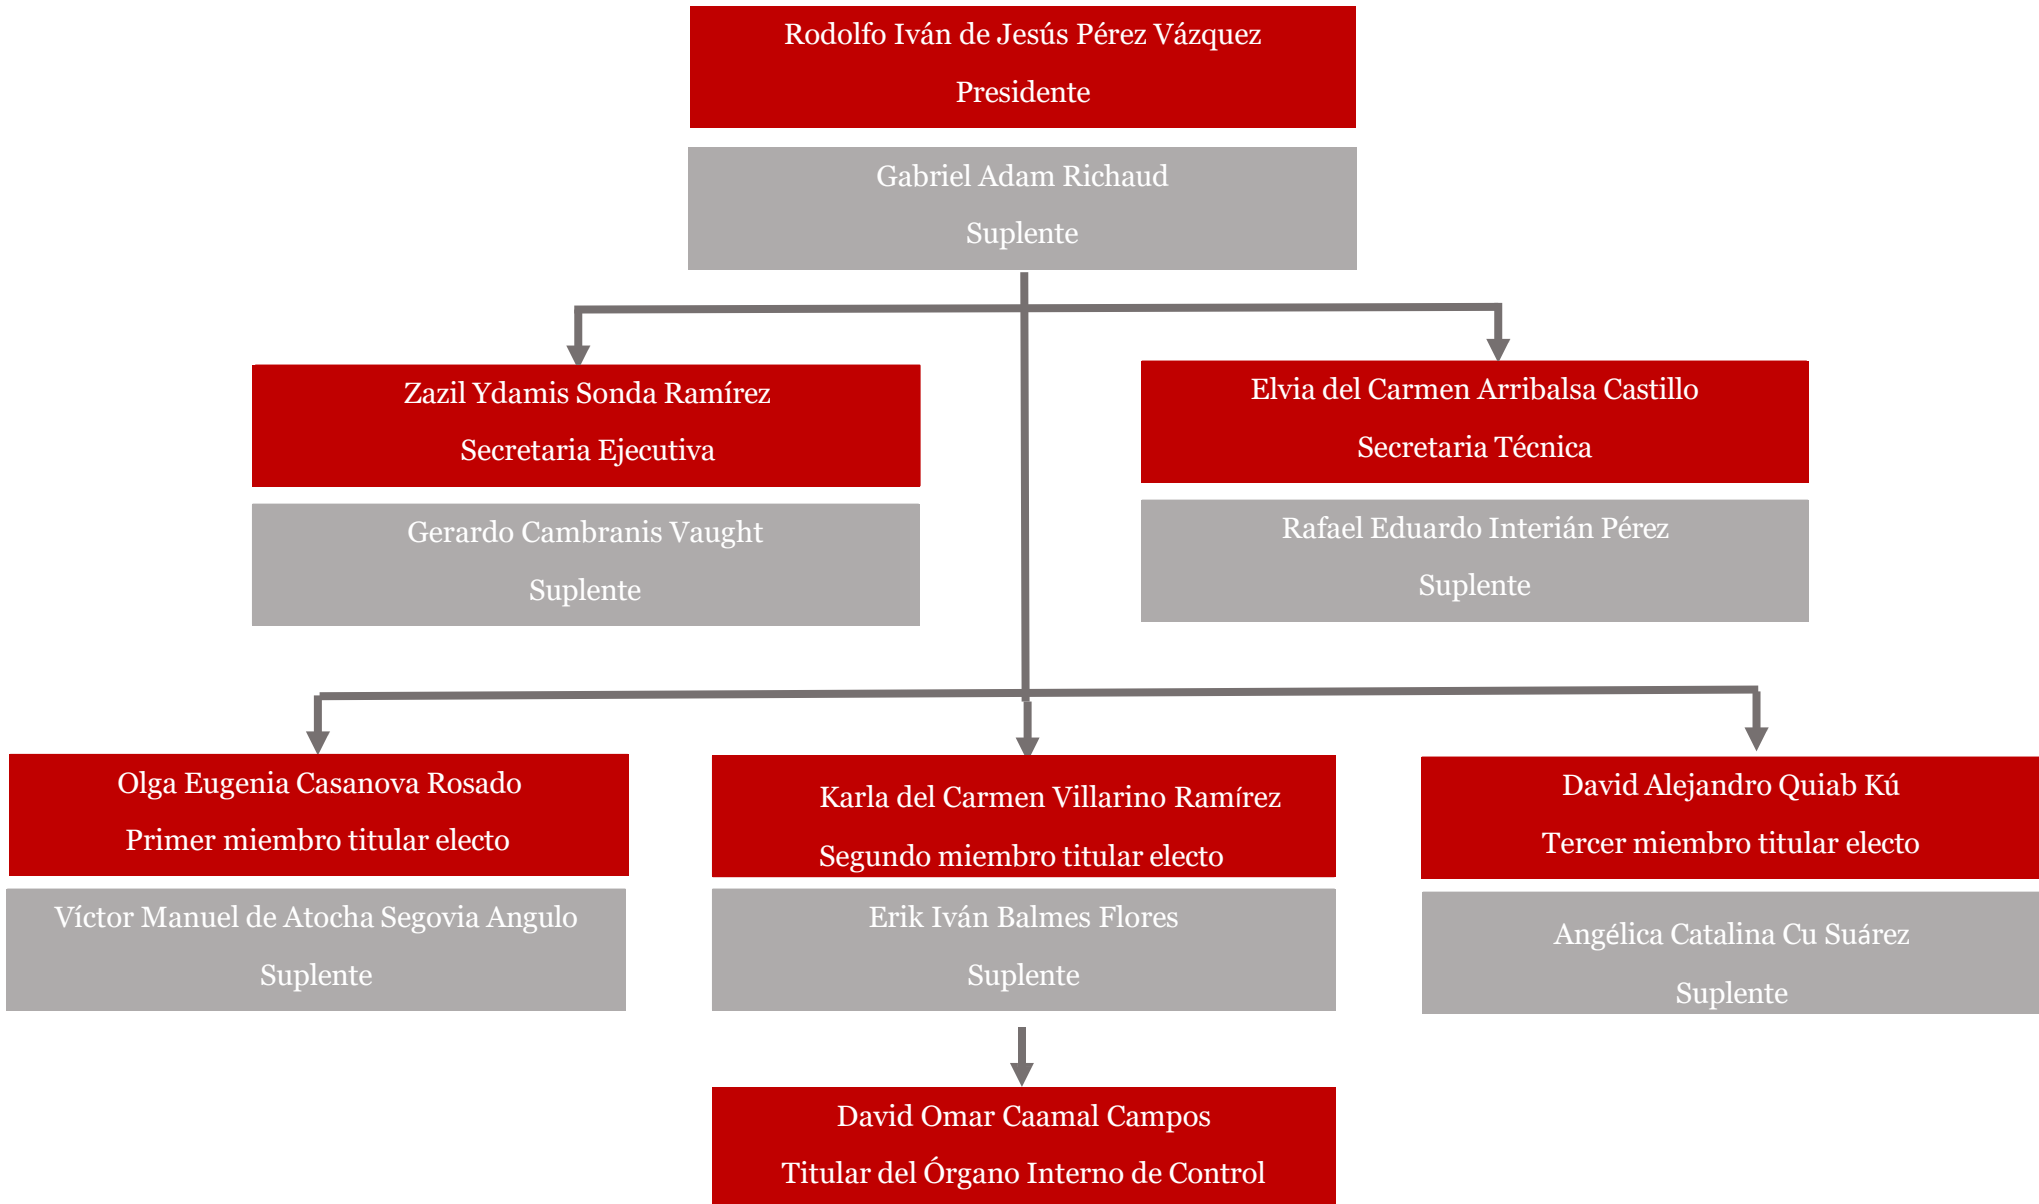 Rodolfo Iván de Jesús Pérez Vázquez
Presidente
Gabriel Adam Richaud
Suplente
Zazil Ydamis Sonda Ramírez
Secretaria Ejecutiva
Gerardo Cambranis Vaught
Suplente
Elvia del Carmen Arribalsa Castillo
Secretaria Técnica
Rafael Eduardo Interián Pérez
Suplente
Olga Eugenia Casanova Rosado
Primer miembro titular electo
Víctor Manuel de Atocha Segovia Angulo
Suplente
Karla del Carmen Villarino Ramírez
Segundo miembro titular electo
Erik Iván Balmes Flores
Suplente
David Alejandro Quiab Kú
Tercer miembro titular electo
Angélica Catalina Cu Suárez
Suplente
David Omar Caamal Campos
Titular del Órgano Interno de Control